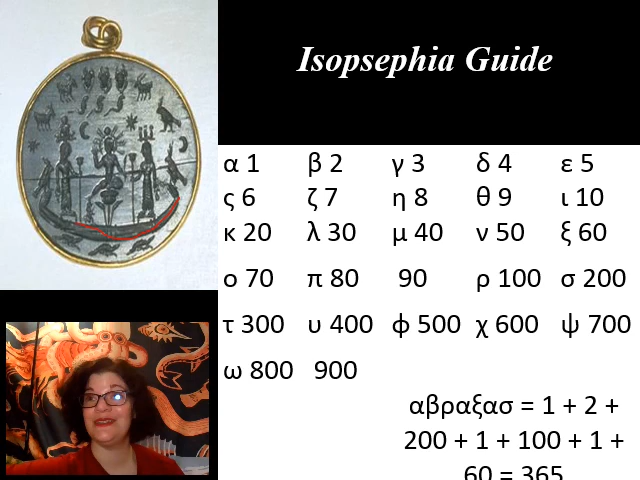 Isopsephia Guide
α 1 β 2 γ 3 δ 4 ε 5
ς 6 ζ 7 η 8 θ 9 ι 10
κ 20 λ 30 μ 40 ν 50 ξ 60
ο 70 π 80 90 ρ 100 σ 200
τ 300 υ 400 φ 500 χ 600 ψ 700
ω 800 900
αβραξασ = 1 + 2 +
200 + 1 + 100 + 1 +
60 = 365